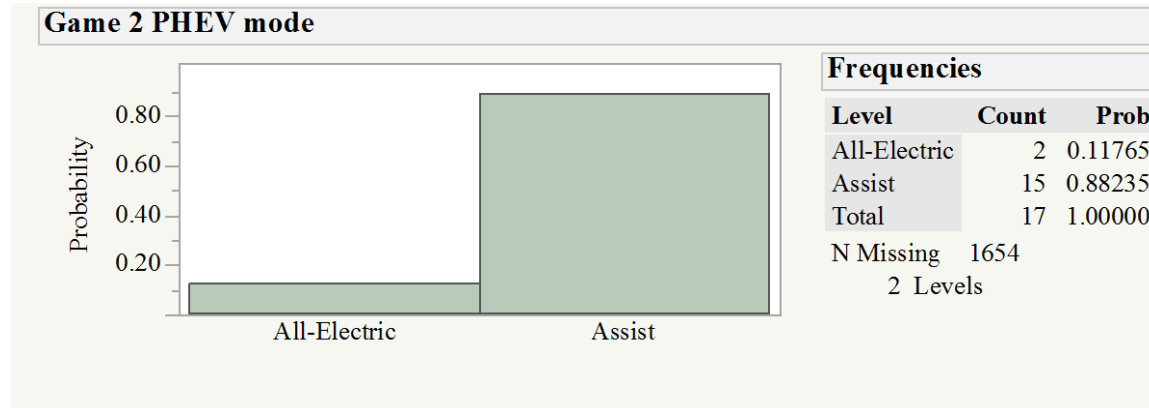 Game 2 PHEV mode
Probability
0.80
0.60
0.40
0.20
All-Electric Assist
Frequencies
Level Count Prob
All-Electric 2 0.11765
Assist 15 0.88235
Total 17 1.00000
N Missing 1654
2 Levels